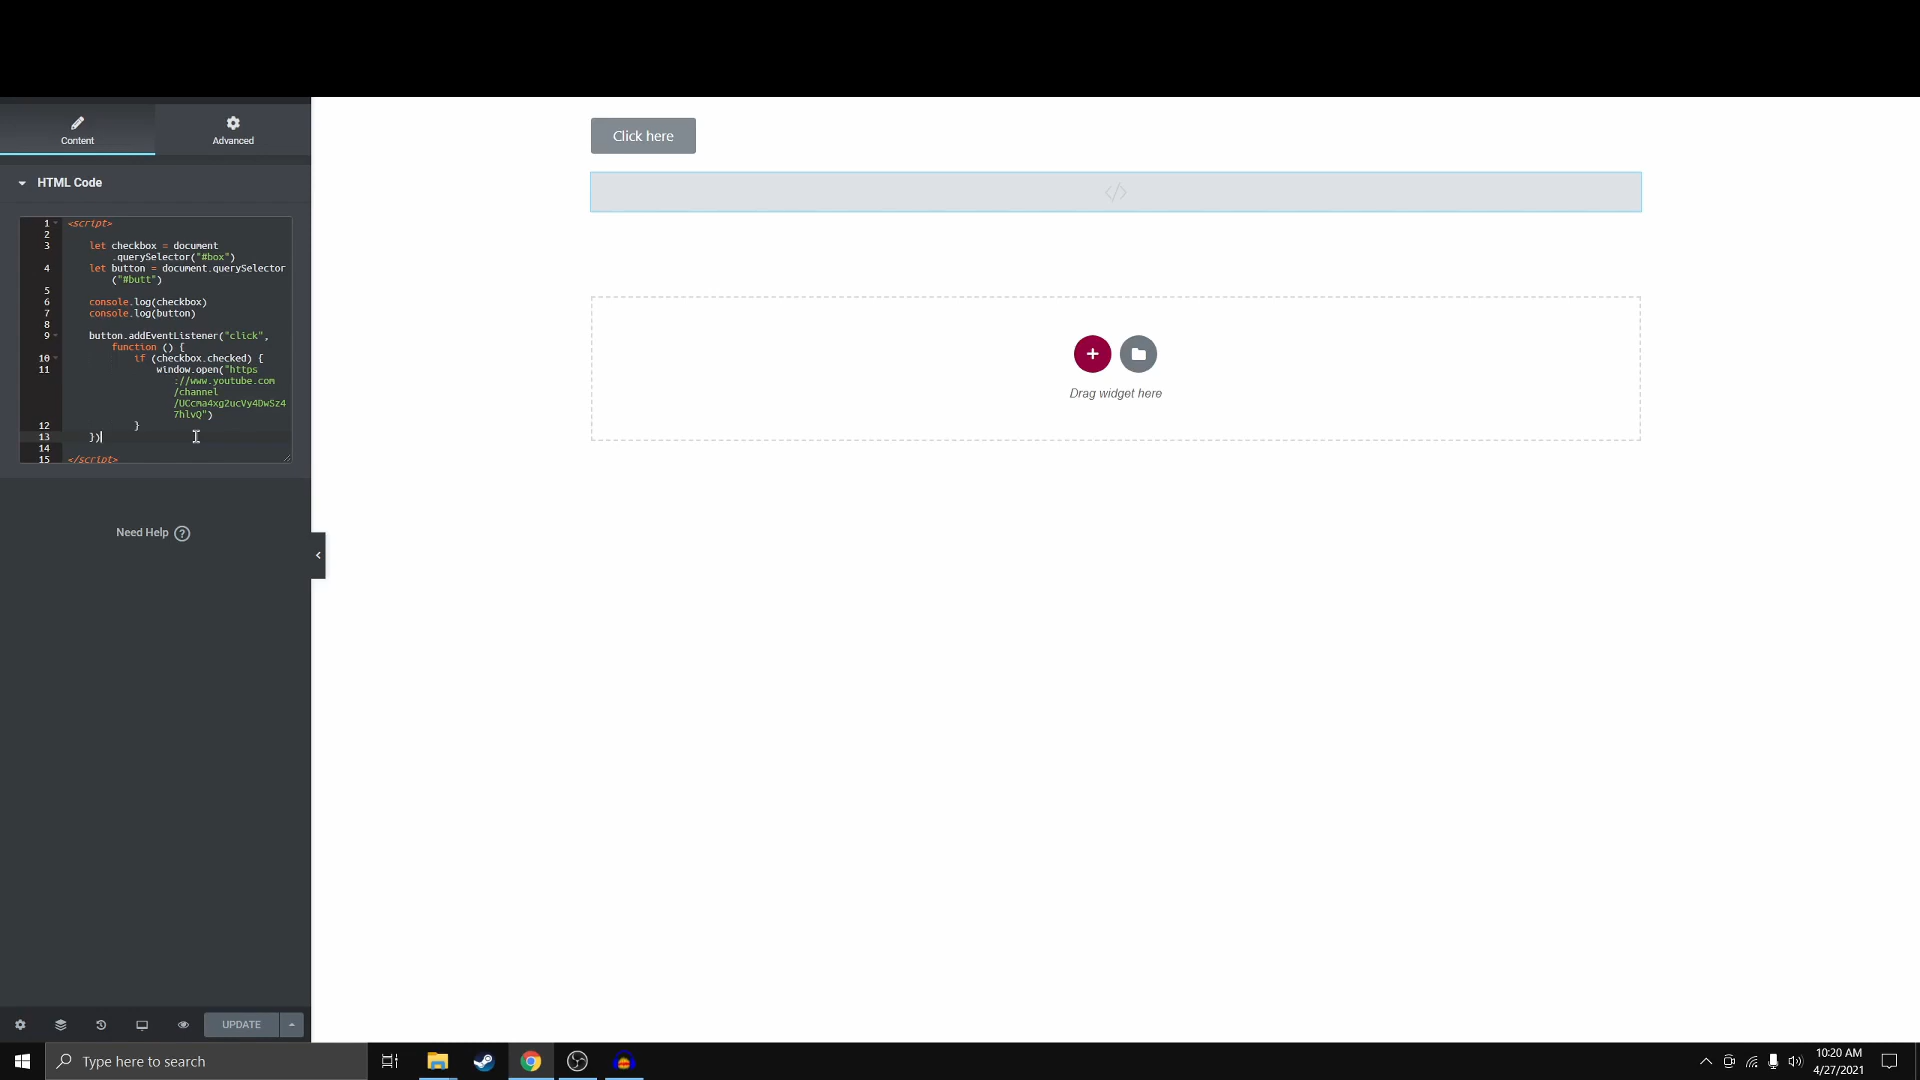 Content
Advanced
HTML Code
1 <script>
2
3 let checkbox = document
.querySelector("#box")
4 let button = document.querySelector
("#butt")
5
6 console.log(checkbox)
7 console.log(button)
8
9 button.addEventListener("click",
function () {
10 if (checkbox.checked) {
11 window.open("https
://www.youtube.com
/channel
/UCcma4xg2ucVy4DwSz4
7hlvQ")
12 }
13 })
14
15 </script>
Need Help ?
UPDATE
Click here
</>
Drag widget here
Type here to search
10:20 AM
4/27/2021